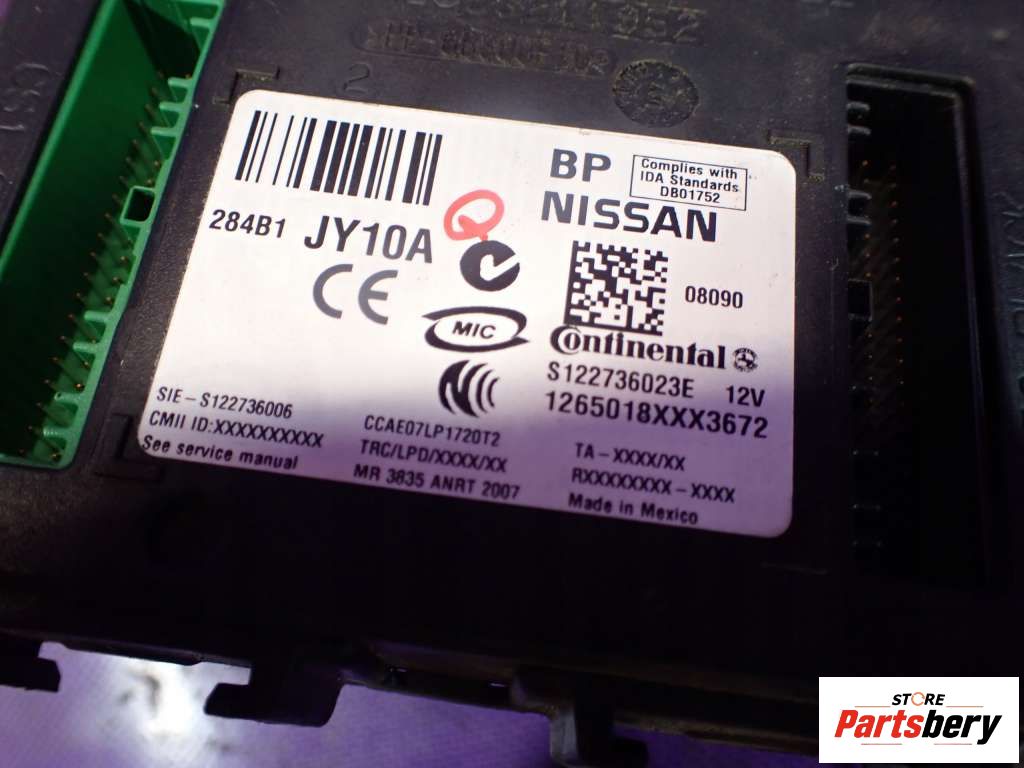 2
BP
Complies with
IDA Standards
DB01752
NISSAN
284B1 JY10A
CE
08090
MIC
Continental
S122736023E 12V
1265018XXX3672
SIE-S122736006
CMII ID:XXXXXXXXXX
See service manual
CCAE07LP1720T2
TRC/LPD/XXXX/XX
MR 3835 ANRT 2007
TA-XXXX/XX
RXXXXXXXX-XXXX
Made in Mexico
STORE
Partsbery